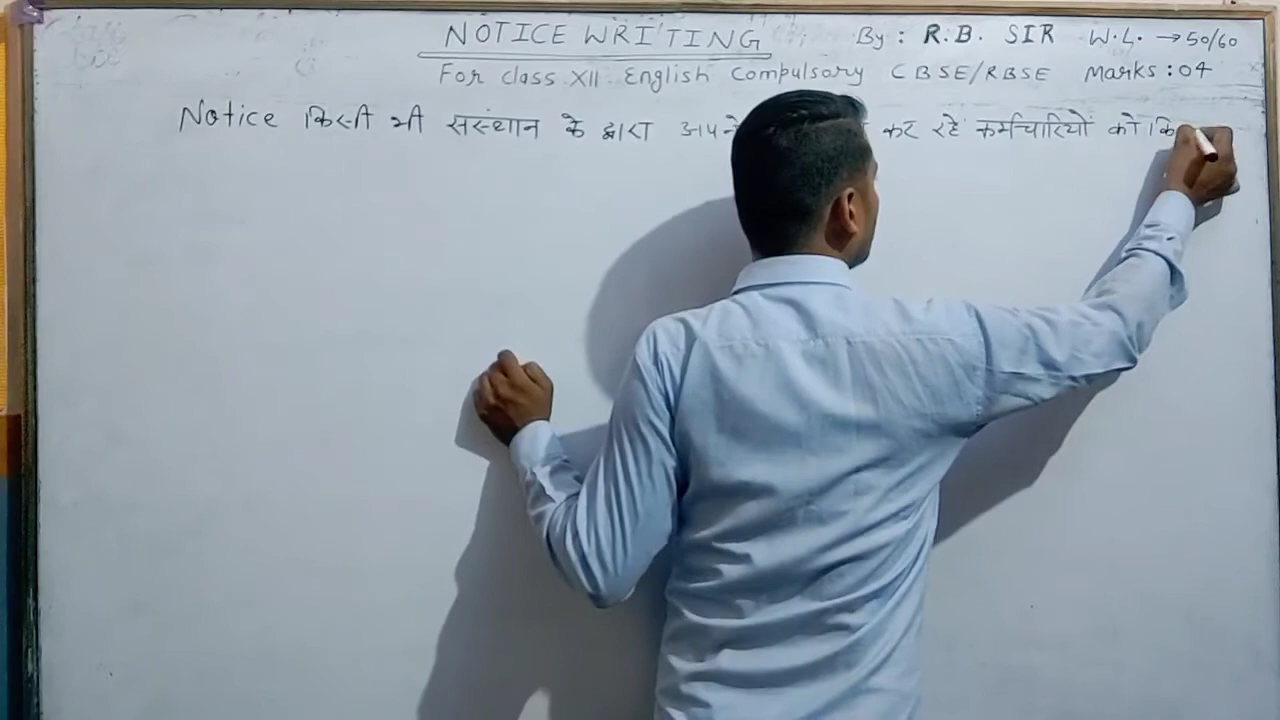 NOTICE WRITING By : R.B. SIR W.L. → 50/60
For class XII English Compulsory CBSE/RBSE Marks : 04
Notice किसी भी संस्थान के द्वारा अपने कर रहें कर्मचारियों को कि